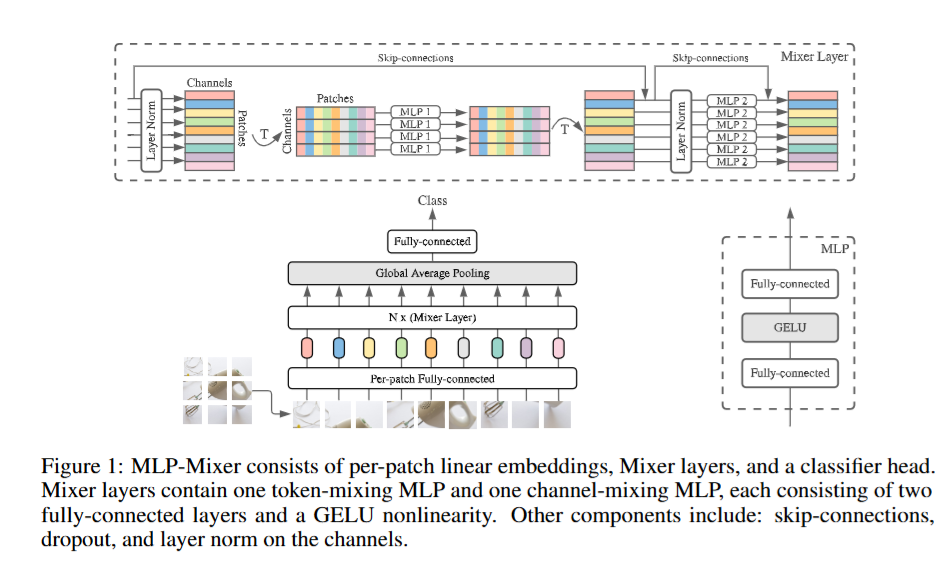 Skip-connections
Skip-connections
Mixer Layer
Channels
Layer Norm
Patches
T
Channels
Patches
MLP 1
MLP 1
MLP 1
MLP 1
T
Layer Norm
MLP 2
MLP 2
MLP 2
MLP 2
MLP 2
MLP 2
Class
Fully-connected
Global Average Pooling
N x (Mixer Layer)
Per-patch Fully-connected
MLP
Fully-connected
GELU
Fully-connected
Figure 1: MLP-Mixer consists of per-patch linear embeddings, Mixer layers, and a classifier head.
Mixer layers contain one token-mixing MLP and one channel-mixing MLP, each consisting of two
fully-connected layers and a GELU nonlinearity. Other components include: skip-connections,
dropout, and layer norm on the channels.